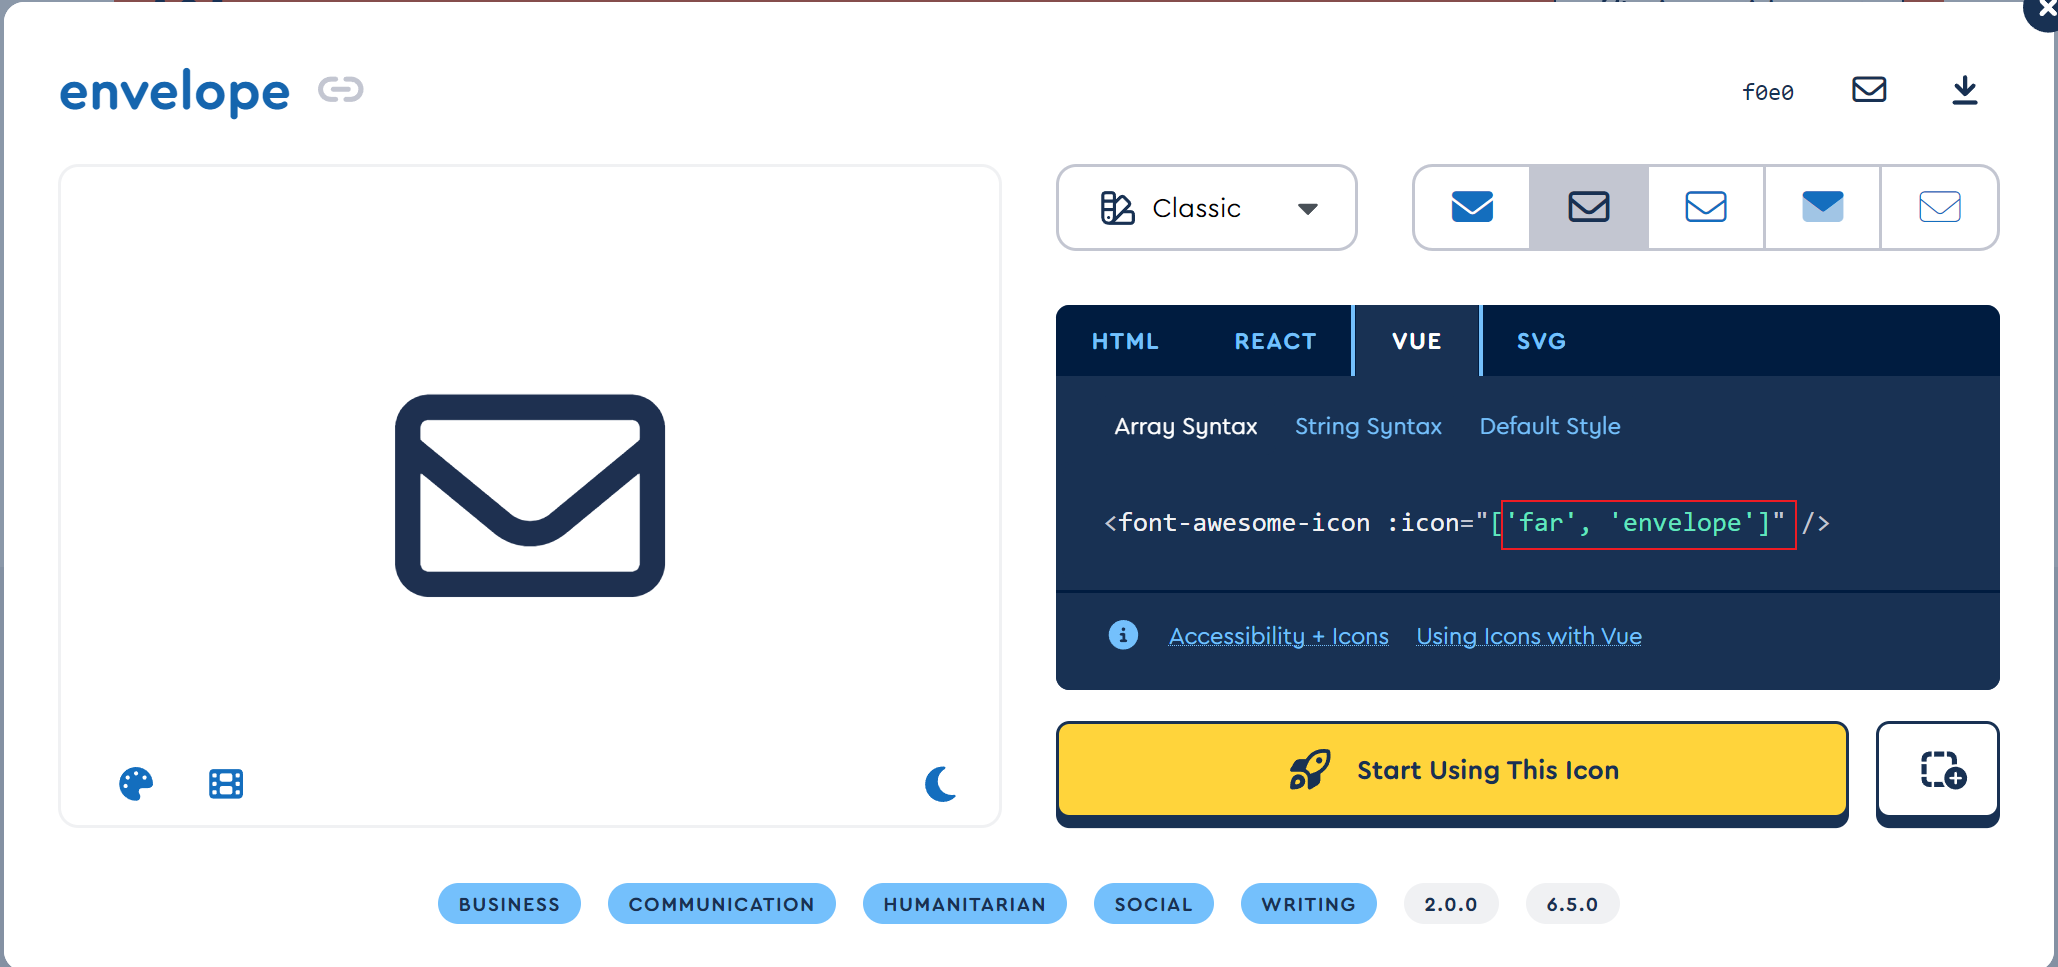 envelope
f0e0
Classic
HTML REACT VUE SVG
Array Syntax String Syntax Default Style
<font-awesome-icon :icon="['far', 'envelope']" />
Accessibility + Icons Using Icons with Vue
Start Using This Icon
BUSINESS COMMUNICATION HUMANITARIAN SOCIAL WRITING 2.0.0 6.5.0